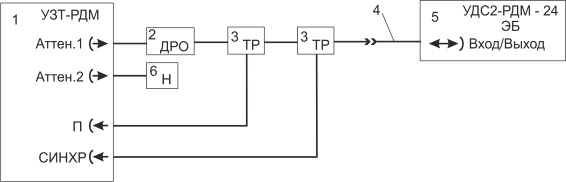 1 УЗТ-РДМ
Аттен.1
2 ДРО
3 ТР
3 ТР
4
5 УДС2-РДМ - 24
ЭБ
Вход/Выход
Аттен.2
6 Н
П
СИНХР